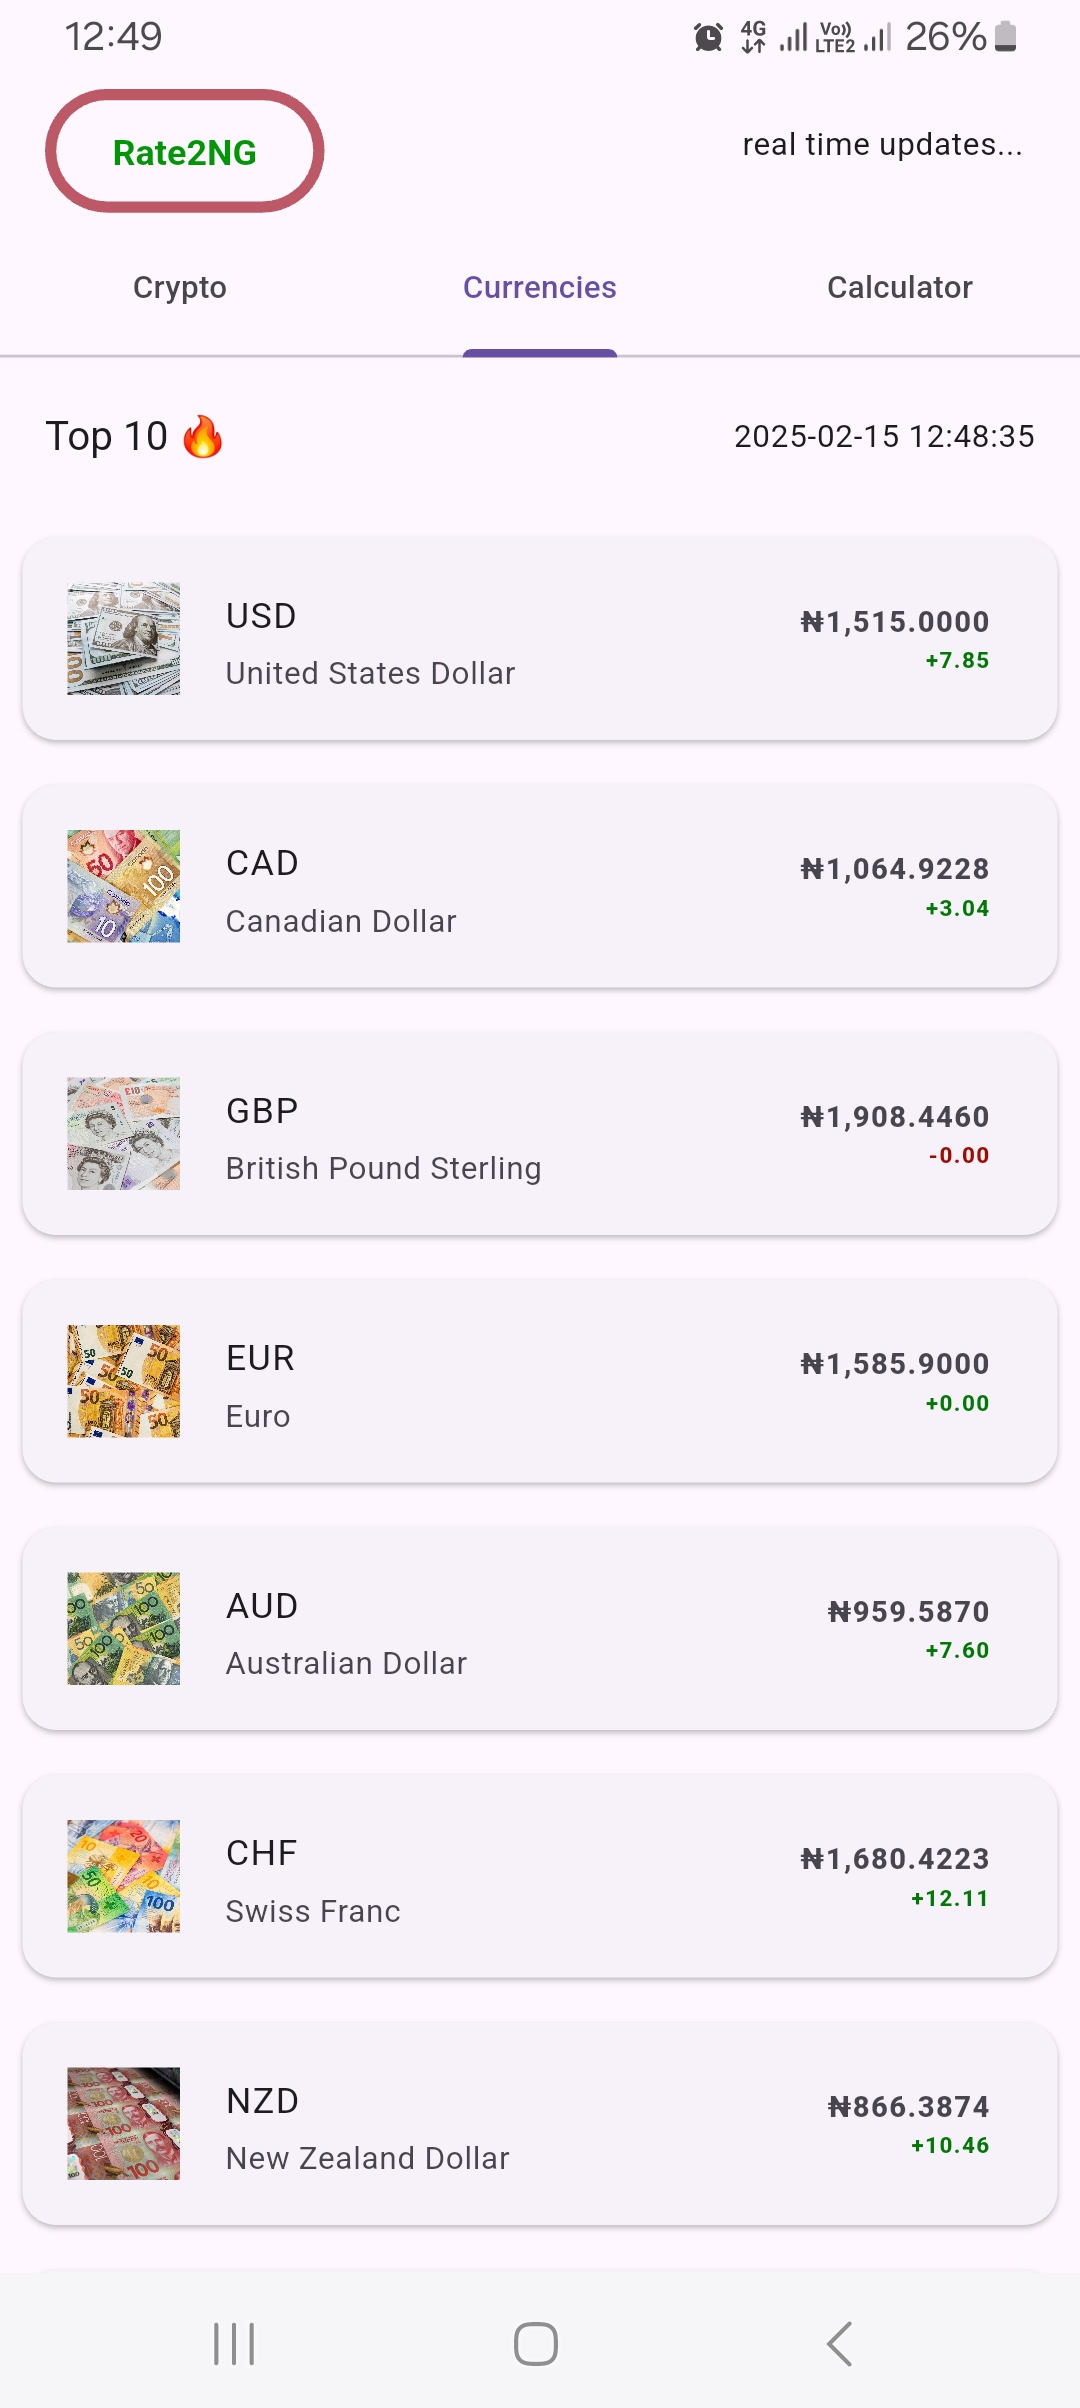 12:49 4G Vo)) LTE2 26%
Rate2NG real time updates...
Crypto Currencies Calculator
Top 10 🔥 2025-02-15 12:48:35
USD ₦1,515.0000
United States Dollar +7.85
CAD ₦1,064.9228
Canadian Dollar +3.04
GBP ₦1,908.4460
British Pound Sterling -0.00
EUR ₦1,585.9000
Euro +0.00
AUD ₦959.5870
Australian Dollar +7.60
CHF ₦1,680.4223
Swiss Franc +12.11
NZD ₦866.3874
New Zealand Dollar +10.46